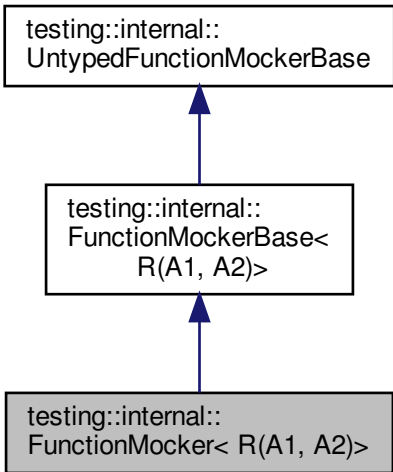 testing::internal::
UntypedFunctionMockerBase
testing::internal::
FunctionMockerBase<
R(A1, A2)>
testing::internal::
FunctionMocker< R(A1, A2)>